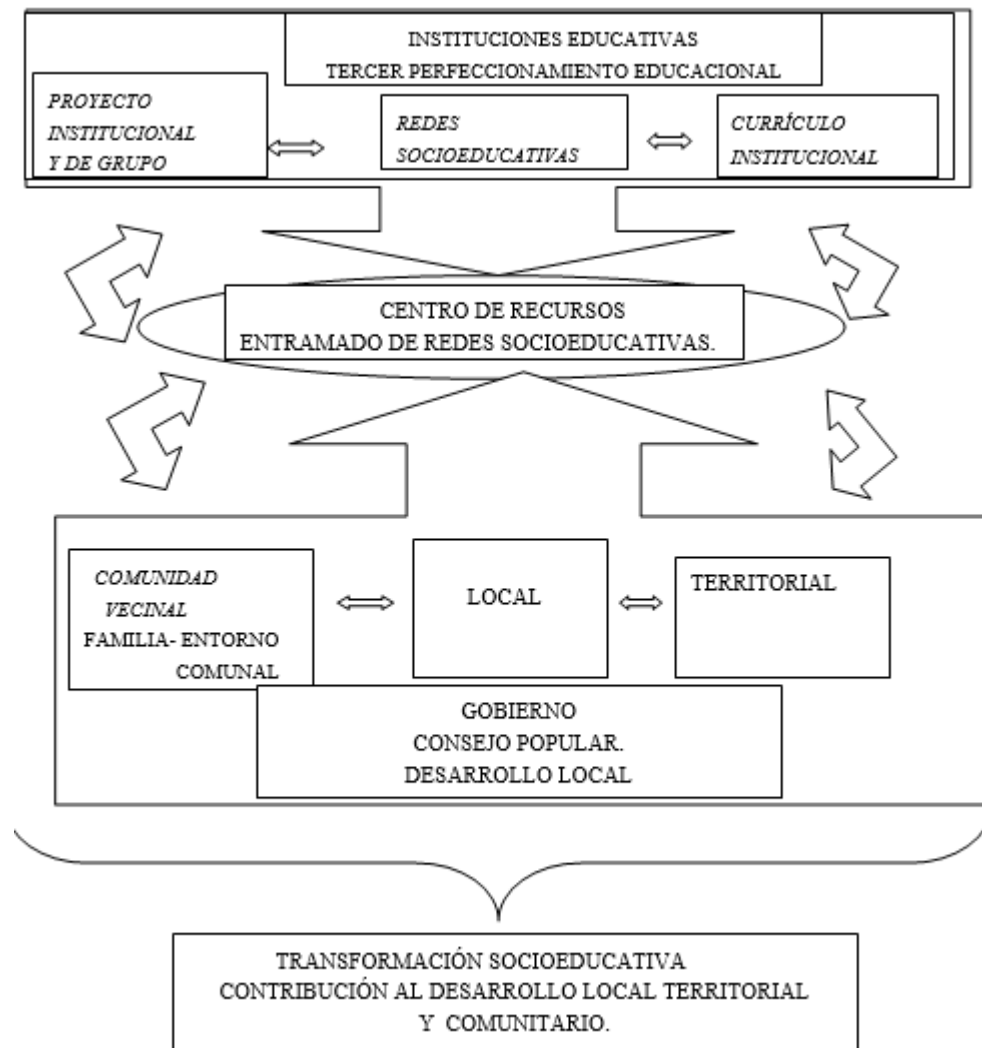 INSTITUCIONES EDUCATIVAS
TERCER PERFECCIONAMIENTO EDUCACIONAL
PROYECTO
INSTITUCIONAL
Y DE GRUPO
REDES
SOCIOEDUCATIVAS
CURRÍCULO
INSTITUCIONAL
CENTRO DE RECURSOS
ENTRAMADO DE REDES SOCIOEDUCATIVAS.
COMUNIDAD
VECINAL
FAMILIA- ENTORNO
COMUNAL
LOCAL
TERRITORIAL
GOBIERNO
CONSEJO POPULAR.
DESARROLLO LOCAL
TRANSFORMACIÓN SOCIOEDUCATIVA
CONTRIBUCIÓN AL DESARROLLO LOCAL TERRITORIAL
Y COMUNITARIO.